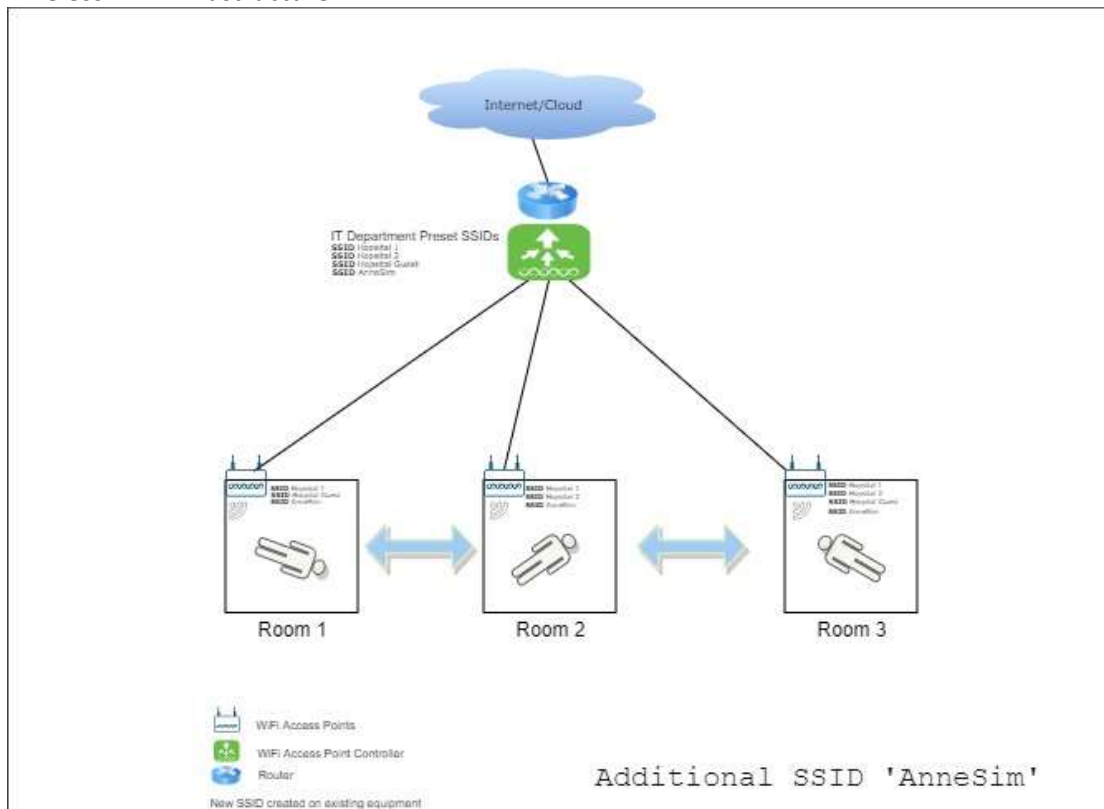 Internet/Cloud
IT Department Preset SSIDs
SSID Hospital 1
SSID Hospital 2
SSID Hospital Guest
SSID AnneSim
SSID Hospital 1
SSID Hospital Guest
SSID AnneSim
SSID Hospital 1
SSID Hospital 2
SSID AnneSim
SSID Hospital 1
SSID Hospital 2
SSID Hospital Guest
SSID AnneSim
Room 1
Room 2
Room 3
WiFi Access Points
WiFi Access Point Controller
Router
New SSID created on existing equipment
Additional SSID 'AnneSim'